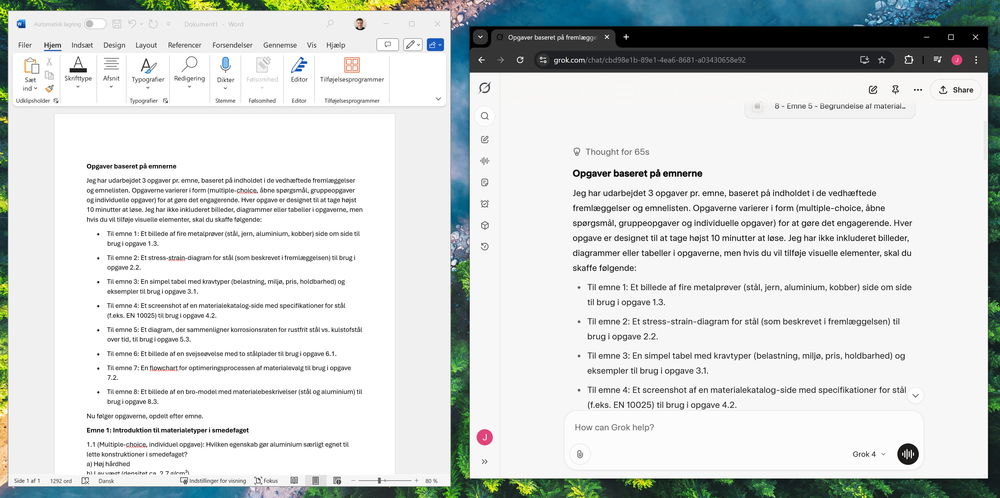 Automatisk lagring
Dokument1 - Word
Filer Hjem Indsæt Design Layout Referencer Forsendelser Gennemse Vis Hjælp
Sæt
ind
Skrifttype
Afsnit
Typografier
Redigering
Dikter
Følsomhed
Editor
Tilføjelsesprogrammer
Udklipsholder
Typografier
Stemme
Følsomhed
Editor
Tilføjelsesprogrammer
Opgaver baseret på emnerne
Jeg har udarbejdet 3 opgaver pr. emne, baseret på indholdet i de vedhæftede fremlæggelser
og emnelisten. Opgaverne varierer i form (multiple-choice, åbne spørgsmål, gruppeopgaver
og individuelle opgaver) for at gøre det engagerende. Hver opgave er designet til at tage højst
10 minutter at løse. Jeg har ikke inkluderet billeder, diagrammer eller tabeller i opgaverne, men
hvis du vil tilføje visuelle elementer, skal du skaffe følgende:
• Til emne 1: Et billede af fire metalprøver (stål, jern, aluminium, kobber) side om side til
brug i opgave 1.3.
• Til emne 2: Et stress-strain-diagram for stål (som beskrevet i fremlæggelsen) til brug i
opgave 2.2.
• Til emne 3: En simpel tabel med kravtyper (belastning, miljø, pris, holdbarhed) og
eksempler til brug i opgave 3.1.
• Til emne 4: Et screenshot af en materialekatalog-side med specifikationer for stål
(f.eks. EN 10025) til brug i opgave 4.2.
• Til emne 5: Et diagram, der sammenligner korrosionsraten for rustfrit stål vs. kulstofstål
over tid, til brug i opgave 5.3.
• Til emne 6: Et billede af en svejseøvelse med to stålplader til brug i opgave 6.1.
• Til emne 7: En flowchart for optimeringsprocessen af materialevalg til brug i opgave
7.2.
• Til emne 8: Et billede af en bro-model med materialebeskrivelser (stål og aluminium) til
brug i opgave 8.3.
Nu følger opgaverne, opdelt efter emne.
Emne 1: Introduktion til materialetyper i smedefaget
1.1 (Multiple-choice, individuel opgave): Hvilken egenskab gør aluminium særligt egnet til
lette konstruktioner i smedefaget?
a) Høj hårdhed
b) Lav vægt (densitet ca. 2,7 g/cm³)
Side 1 af 1 1292 ord Dansk Indstillinger for visning Fokus 80 %
Opgaver baseret på fremlægge
grok.com/chat/cbd98e1b-89e1-4ea6-8681-a03430658e92
J
Share
8 - Emne 5 - Begrundelse af material...
Thought for 65s
Opgaver baseret på emnerne
Jeg har udarbejdet 3 opgaver pr. emne, baseret på indholdet i de vedhæftede
fremlæggelser og emnelisten. Opgaverne varierer i form (multiple-choice, åbne
spørgsmål, gruppeopgaver og individuelle opgaver) for at gøre det engagerende. Hver
opgave er designet til at tage højst 10 minutter at løse. Jeg har ikke inkluderet billeder,
diagrammer eller tabeller i opgaverne, men hvis du vil tilføje visuelle elementer, skal du
skaffe følgende:
• Til emne 1: Et billede af fire metalprøver (stål, jern, aluminium, kobber) side om side
til brug i opgave 1.3.
• Til emne 2: Et stress-strain-diagram for stål (som beskrevet i fremlæggelsen) til
brug i opgave 2.2.
• Til emne 3: En simpel tabel med kravtyper (belastning, miljø, pris, holdbarhed) og
eksempler til brug i opgave 3.1.
• Til emne 4: Et screenshot af en materialekatalog-side med specifikationer for stål
(f.eks. EN 10025) til brug i opgave 4.2.
How can Grok help?
Grok 4
J